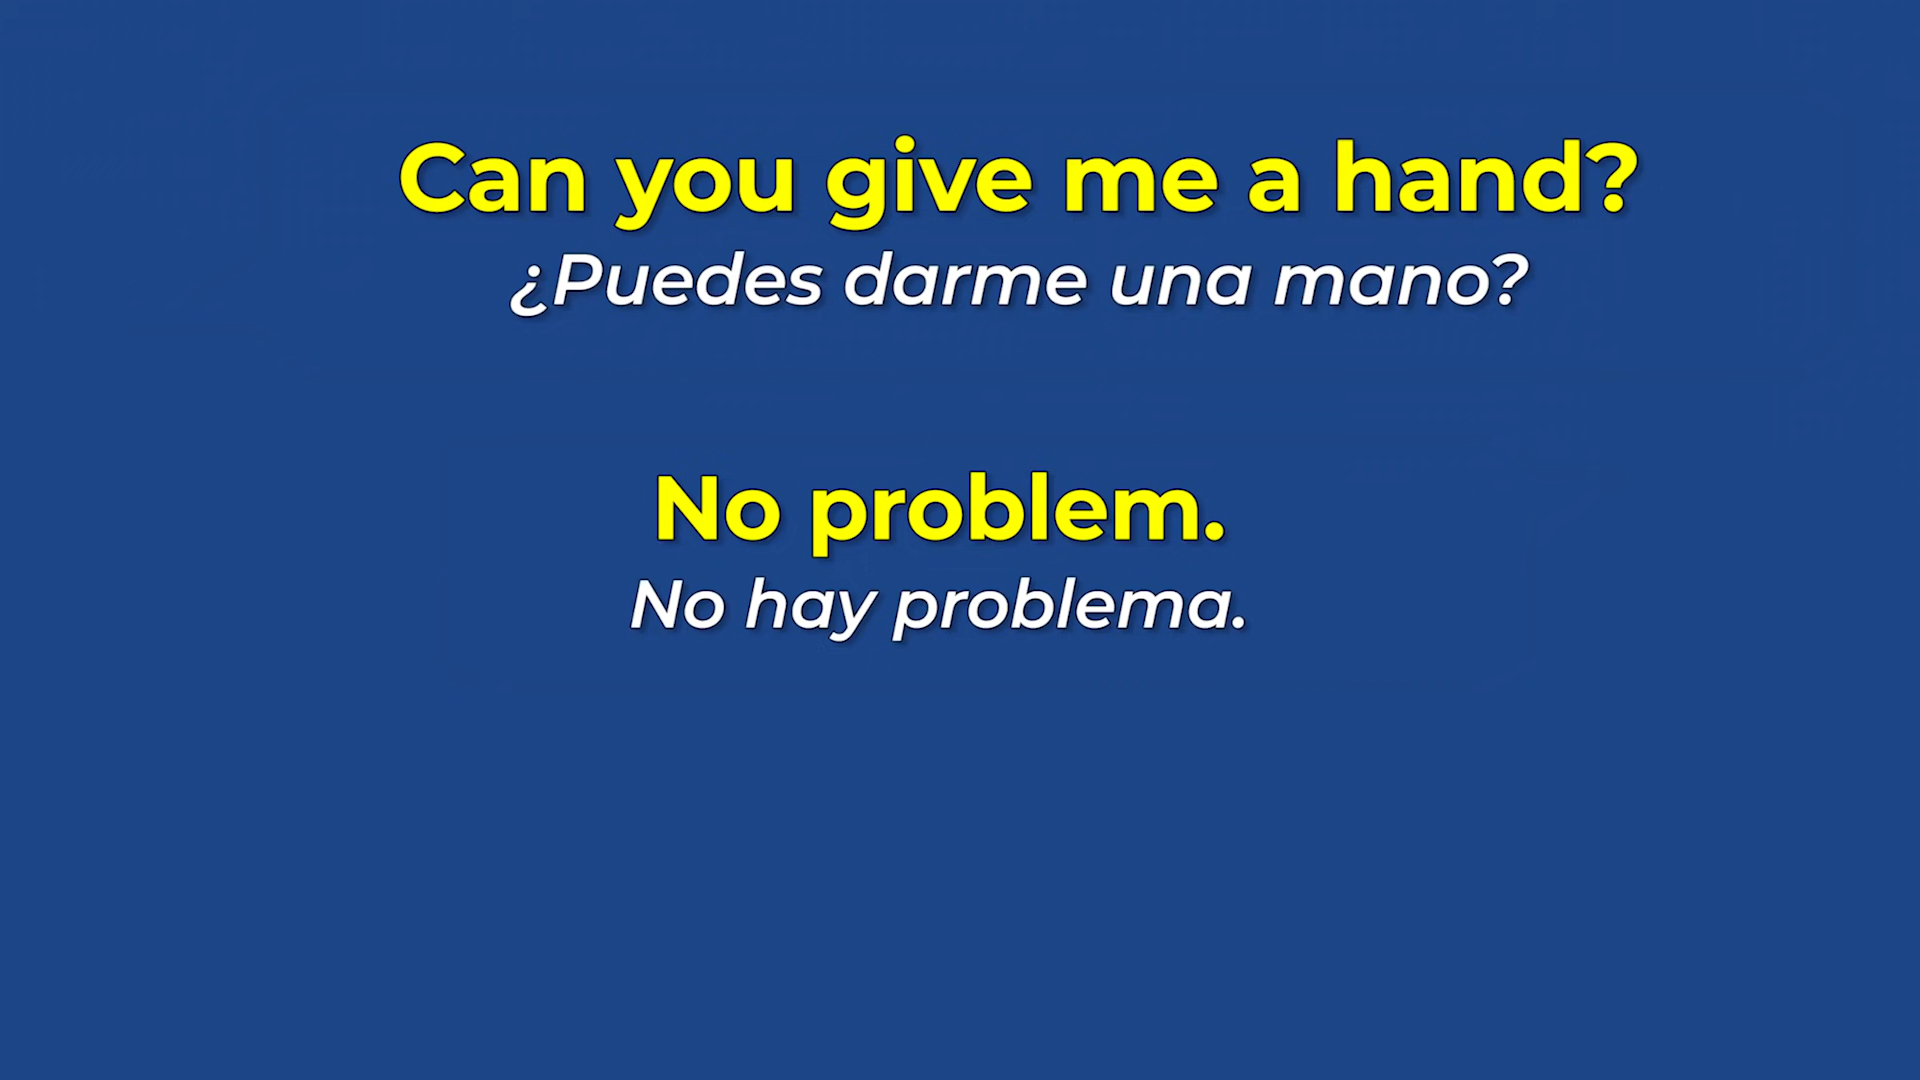 Can you give me a hand?
¿Puedes darme una mano?
No problem.
No hay problema.